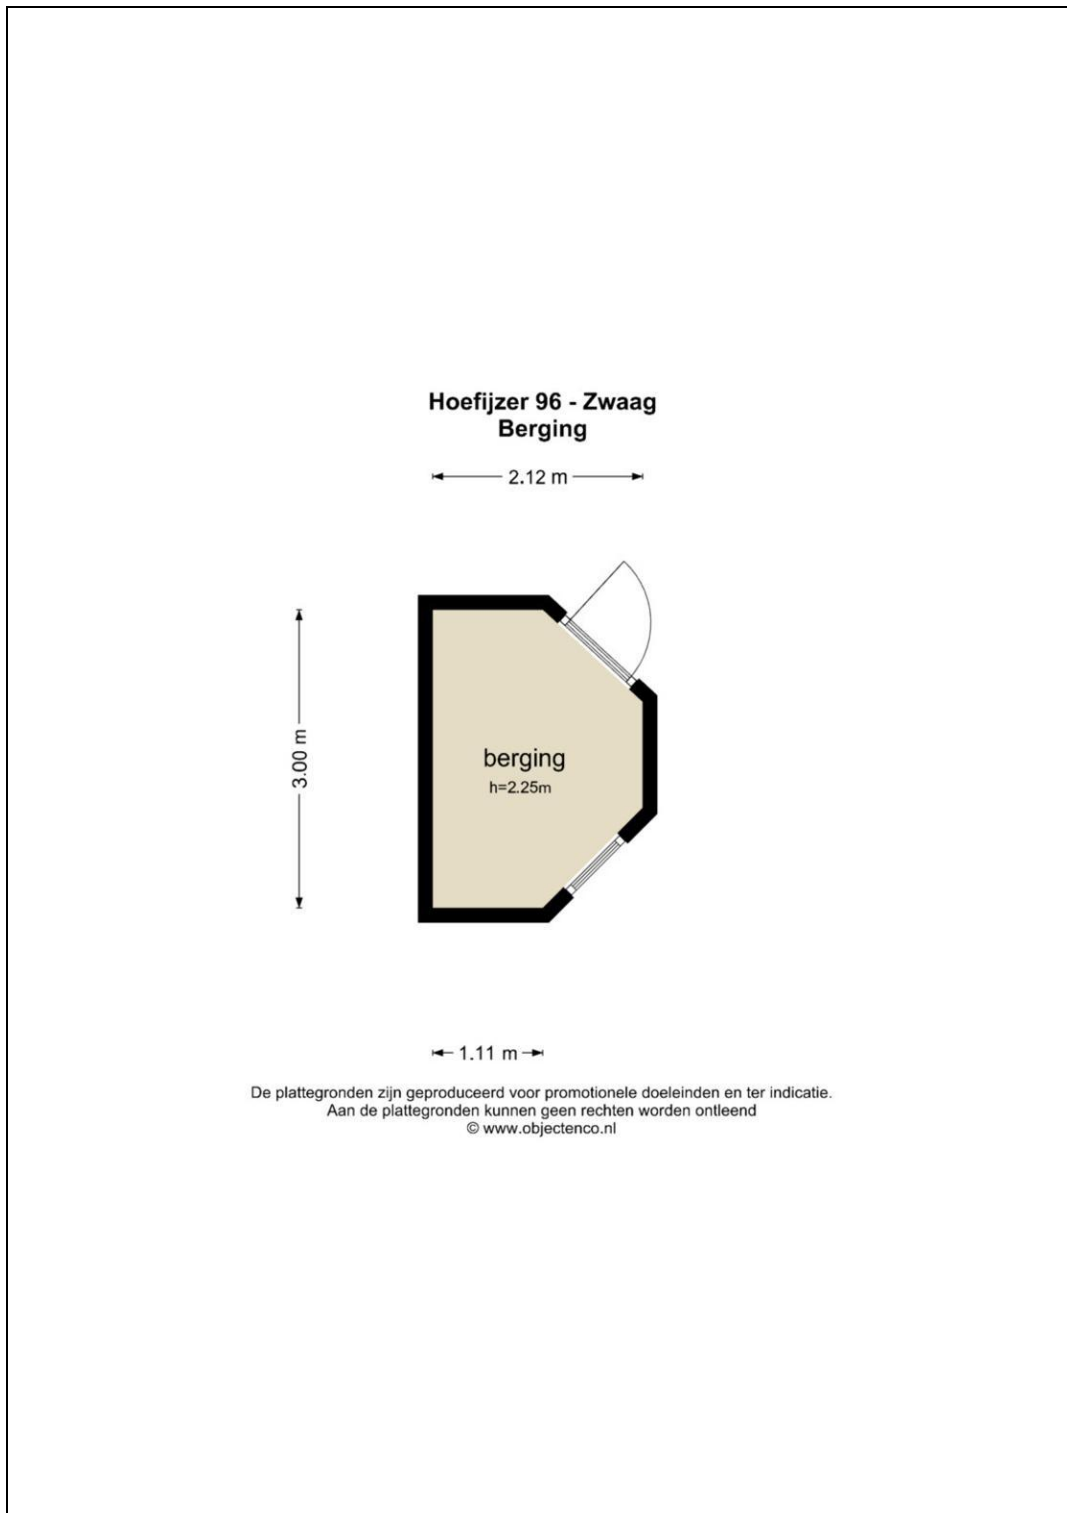 Hoefijzer 96 - Zwaag
Berging
2.12 m
3.00 m
berging
h=2.25m
1.11 m
De plattegronden zijn geproduceerd voor promotionele doeleinden en ter indicatie.
Aan de plattegronden kunnen geen rechten worden ontleend
© www.objectenco.nl